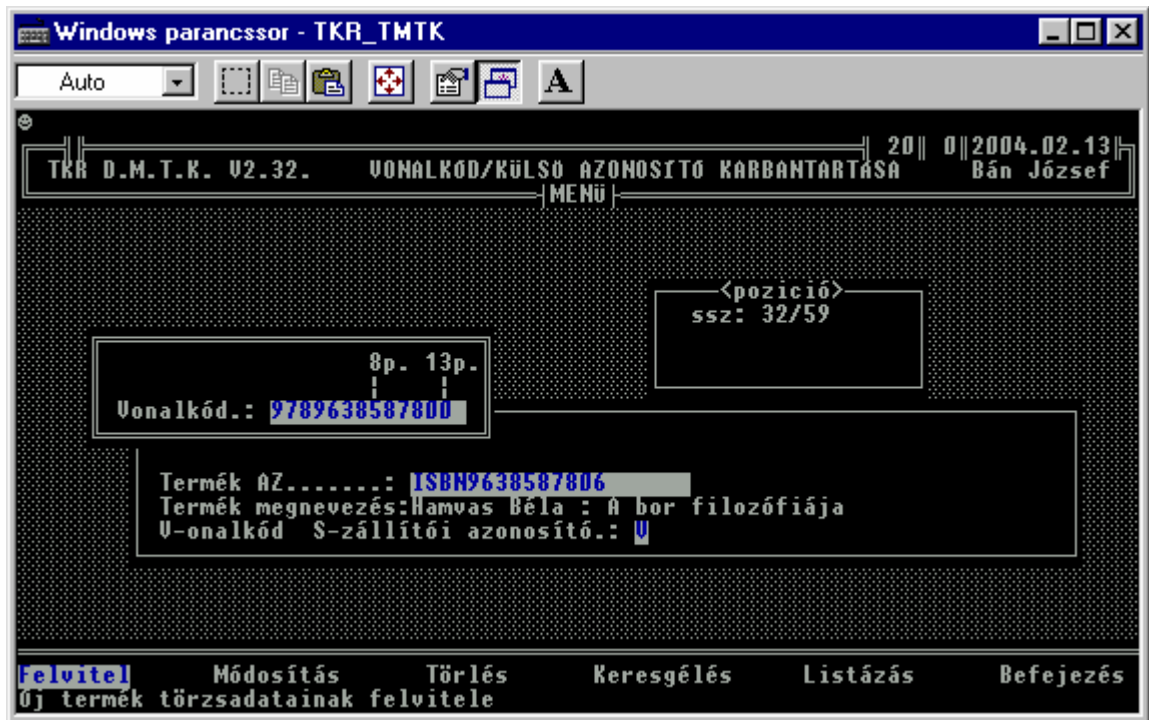 Windows parancssor - TKR_TMTK
Auto
A
20 0 2004.02.13
TKR D.M.T.K. V2.32. VONALKÓD/KÜLSÖ AZONOSÍTÓ KARBANTARTÁSA Bán József
MENÜ
<pozició>
ssz: 32/59
8p. 13p.
Vonalkód.: 9789638587800
Termék AZ.......: ISBN9638587806
Termék megnevezés:Hamvas Béla : A bor filozófiája
V-onalkód S-zállítói azonosító.: V
Felvitel Módosítás Törlés Keresgélés Listázás Befejezés
Új termék törzsadatainak felvitele